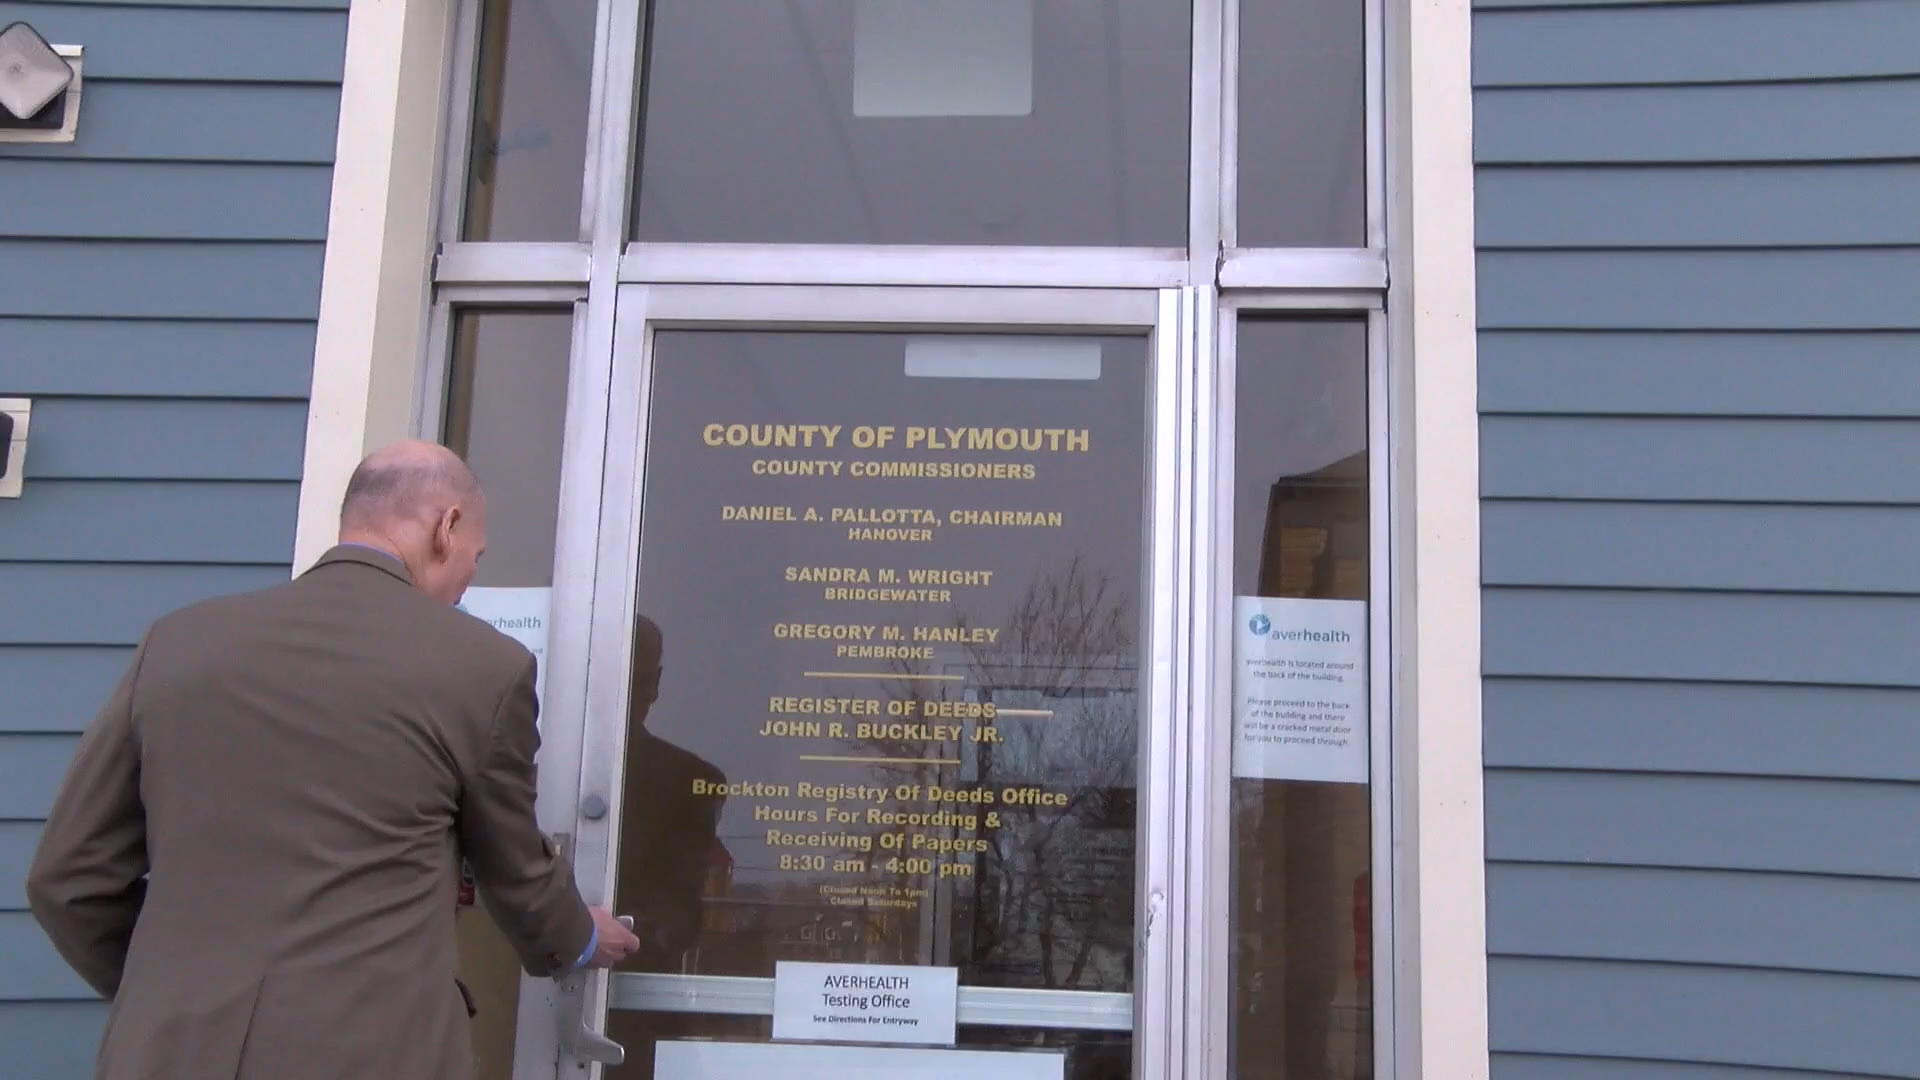 COUNTY OF PLYMOUTH
COUNTY COMMISSIONERS
DANIEL A. PALLOTTA, CHAIRMAN
HANOVER
SANDRA M. WRIGHT
BRIDGEWATER
GREGORY M. HANLEY
PEMBROKE
REGISTER OF DEEDS
JOHN R. BUCKLEY JR.
Brockton Registry Of Deeds Office
Hours For Recording &
Receiving Of Papers
8:30 am - 4:00 pm
(Closed Noon To 1pm)
Closed Saturdays
AVERHEALTH
Testing Office
See Directions For Entryway
averhealth
averhealth is located around
the back of the building.
Please proceed to the back
of the building and there
will be a cracked metal door
for you to proceed through.